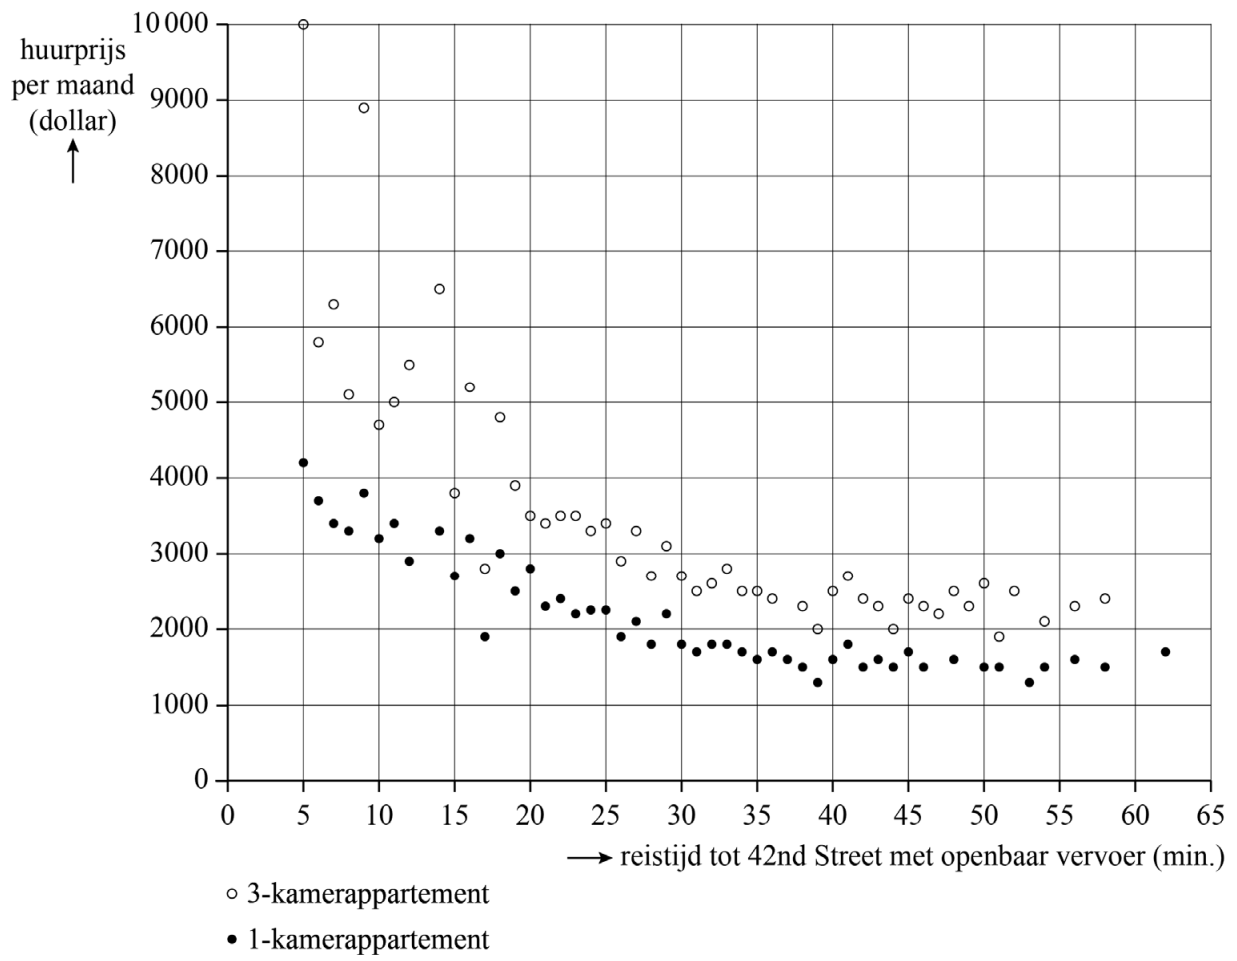 10 000
huurprijs
per maand
(dollar)
9000
8000
7000
6000
5000
4000
3000
2000
1000
0
0 5 10 15 20 25 30 35 40 45 50 55 60 65
reistijd tot 42nd Street met openbaar vervoer (min.)
3-kamerappartement
1-kamerappartement